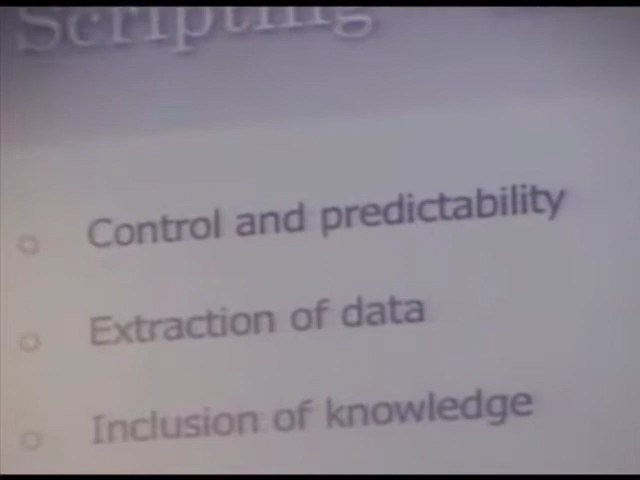 Scripting
Control and predictability
Extraction of data
Inclusion of knowledge